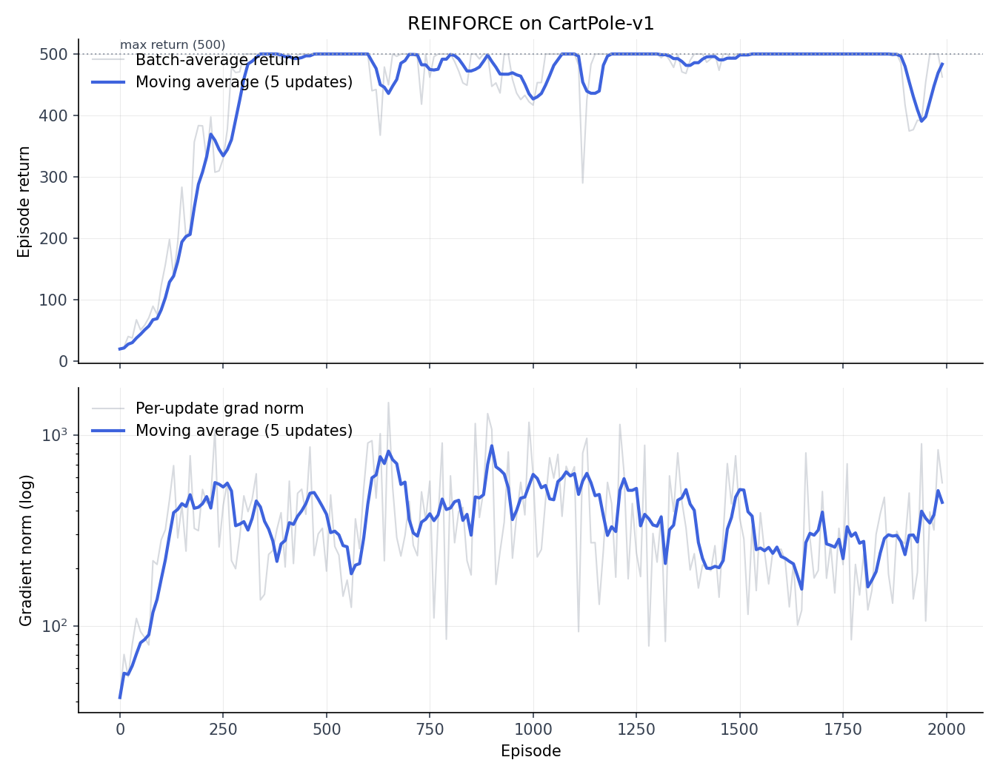 REINFORCE on CartPole-v1
max return (500)
Batch-average return
Moving average (5 updates)
500
400
300
200
100
0
Episode return
Per-update grad norm
Moving average (5 updates)
10³
10²
Gradient norm (log)
0 250 500 750 1000 1250 1500 1750 2000
Episode